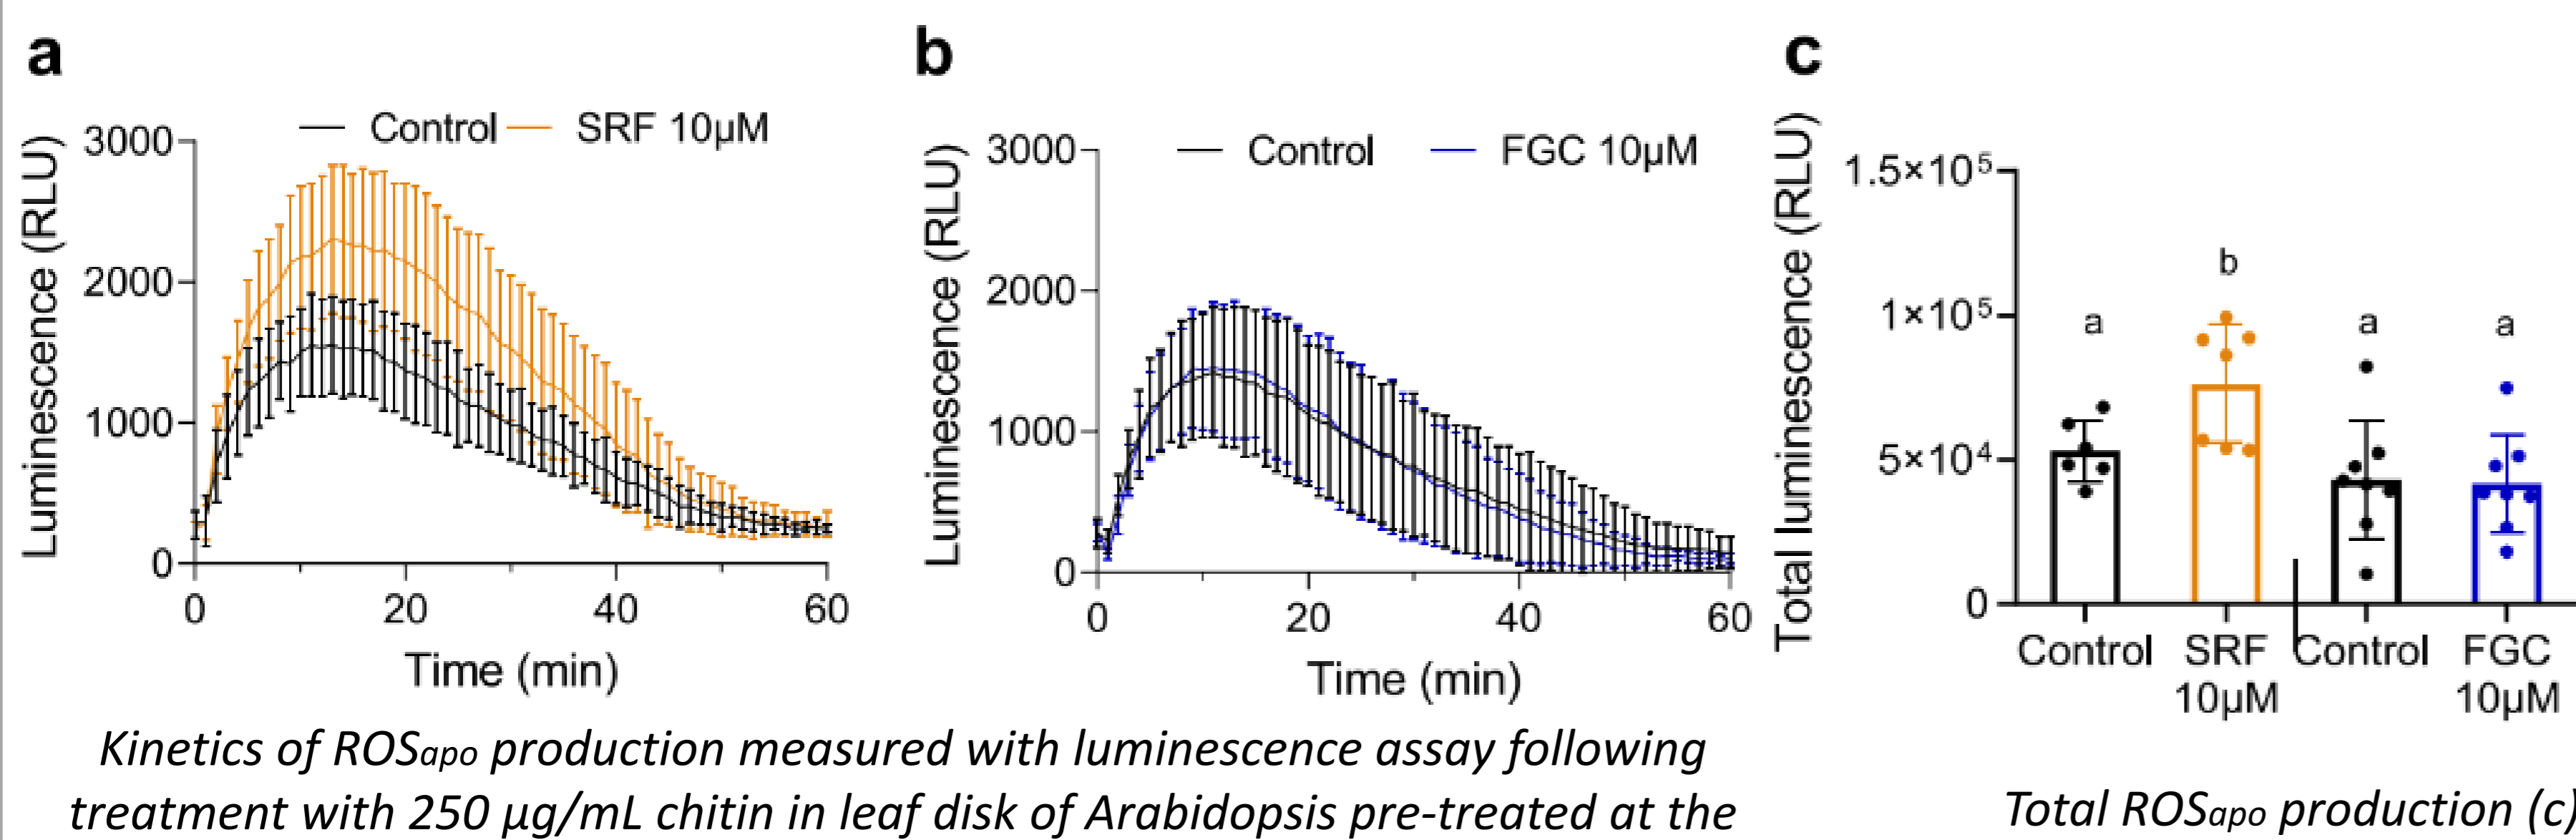 a
Control SRF 10µM
Luminescence (RLU)
3000
2000
1000
0
0 20 40 60
Time (min)
b
Control FGC 10µM
Luminescence (RLU)
3000
2000
1000
0
0 20 40 60
Time (min)
c
Total luminescence (RLU)
1.5×10⁵
1×10⁵
5×10⁴
0
a b a a
Control SRF 10µM Control FGC 10µM
Kinetics of ROSapo production measured with luminescence assay following
treatment with 250 µg/mL chitin in leaf disk of Arabidopsis pre-treated at the
Total ROSapo production (c)